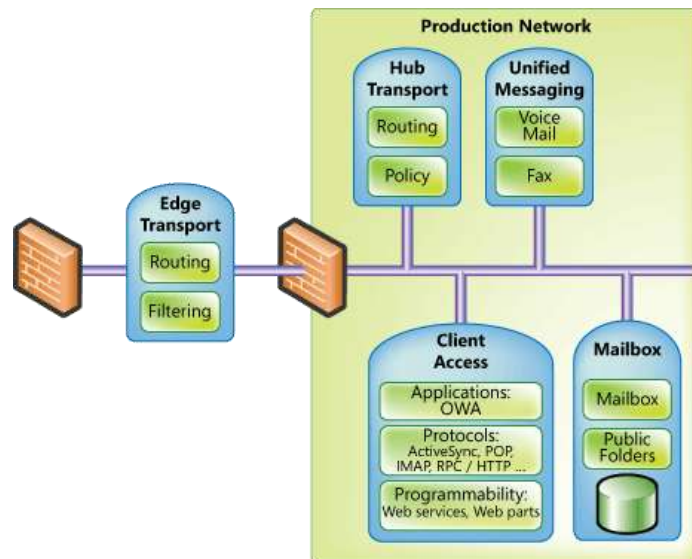 Production Network
Hub
Transport
Routing
Policy
Unified
Messaging
Voice
Mail
Fax
Edge
Transport
Routing
Filtering
Client
Access
Applications:
OWA
Protocols:
ActiveSync, POP,
IMAP, RPC / HTTP ...
Programmability:
Web services, Web parts
Mailbox
Mailbox
Public
Folders